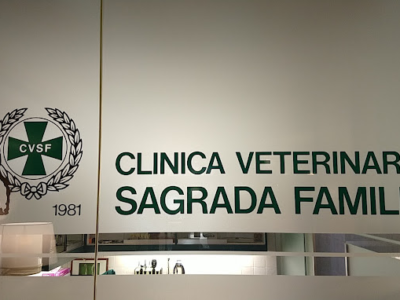 CVSF
1981
CLINICA VETERINAR
SAGRADA FAMIL